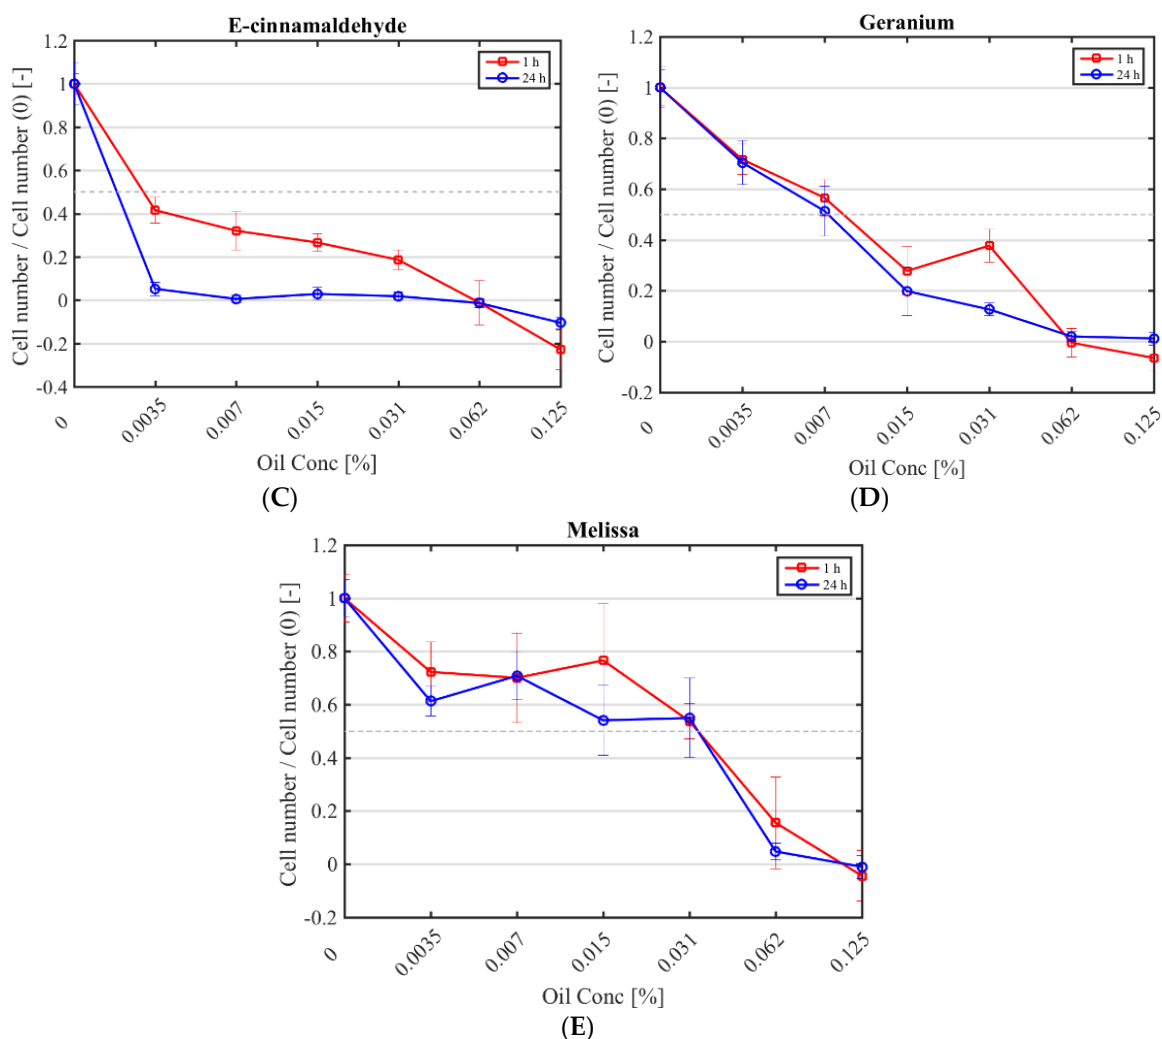 E-cinnamaldehyde
1.2
1
0.8
0.6
0.4
0.2
0
-0.2
-0.4
Cell number / Cell number (0) [-]
1 h
24 h
0
0.0035
0.007
0.015
0.031
0.062
0.125
Oil Conc [%]
(C)
Geranium
1.2
1
0.8
0.6
0.4
0.2
0
-0.2
Cell number / Cell number (0) [-]
1 h
24 h
0
0.0035
0.007
0.015
0.031
0.062
0.125
Oil Conc [%]
(D)
Melissa
1.2
1
0.8
0.6
0.4
0.2
0
-0.2
Cell number / Cell number (0) [-]
1 h
24 h
0
0.0035
0.007
0.015
0.031
0.062
0.125
Oil Conc [%]
(E)